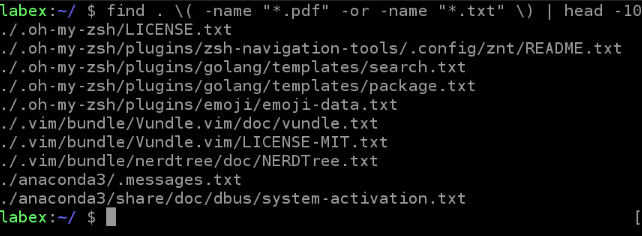 labex:~/ $ find . \( -name "*.pdf" -or -name "*.txt" \) | head -10
./.oh-my-zsh/LICENSE.txt
./.oh-my-zsh/plugins/zsh-navigation-tools/.config/znt/README.txt
./.oh-my-zsh/plugins/golang/templates/search.txt
./.oh-my-zsh/plugins/golang/templates/package.txt
./.oh-my-zsh/plugins/emoji/emoji-data.txt
./.vim/bundle/Vundle.vim/doc/vundle.txt
./.vim/bundle/Vundle.vim/LICENSE-MIT.txt
./.vim/bundle/nerdtree/doc/NERDTree.txt
./anaconda3/.messages.txt
./anaconda3/share/doc/dbus/system-activation.txt
labex:~/ $ [